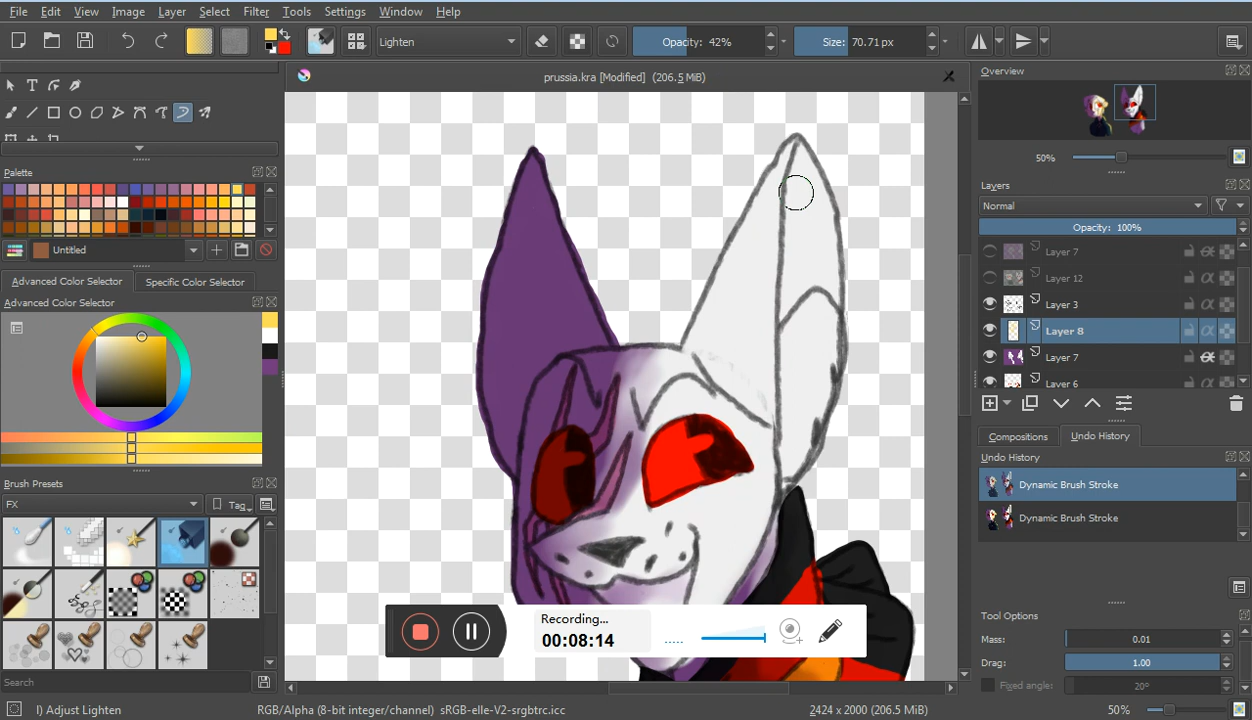 File Edit View Image Layer Select Filter Tools Settings Window Help
Lighten Opacity: 42% Size: 70.71 px
prussia.kra [Modified] (206.5 MiB)
Overview
50%
Palette
Untitled
Advanced Color Selector Specific Color Selector
Advanced Color Selector
Brush Presets
FX Tag
Search
Layers
Normal
Opacity: 100%
Layer 7
Layer 12
Layer 3
Layer 8
Layer 7
Layer 6
Compositions Undo History
Undo History
Dynamic Brush Stroke
Dynamic Brush Stroke
Tool Options
Mass: 0.01
Drag: 1.00
Fixed angle: 20°
Recording...
00:08:14
I) Adjust Lighten RGB/Alpha (8-bit integer/channel) sRGB-elle-V2-srgbtrc.icc 2424 x 2000 (206.5 MiB) 50%